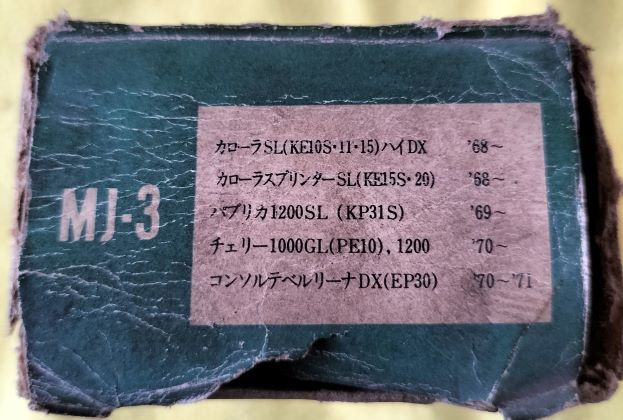 MJ-3
カローラSL(KE10S・11・15)ハイDX '68〜
カローラスプリンターSL(KE15S・29) '68〜
パブリカ1200SL (KP31S) '69〜
チェリー1000GL(PE10), 1200 '70〜
コンソルテベルリーナDX(EP30) '70〜'71